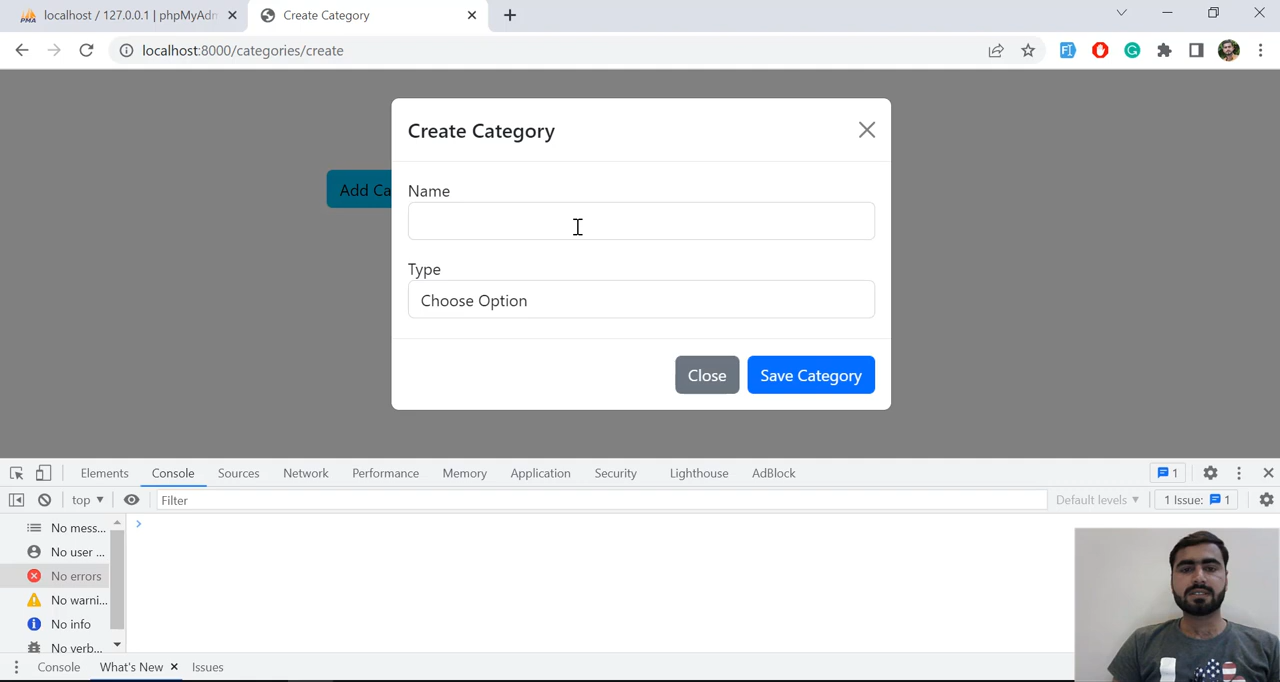 localhost / 127.0.0.1 | phpMyAdn
Create Category
localhost:8000/categories/create
Create Category
Name
Add Ca
Type
Choose Option
Close
Save Category
Elements
Console
Sources
Network
Performance
Memory
Application
Security
Lighthouse
AdBlock
1
top
Filter
Default levels
1 Issue:
1
No mess...
No user ...
No errors
No warni...
No info
No verb...
Console
What's New
Issues